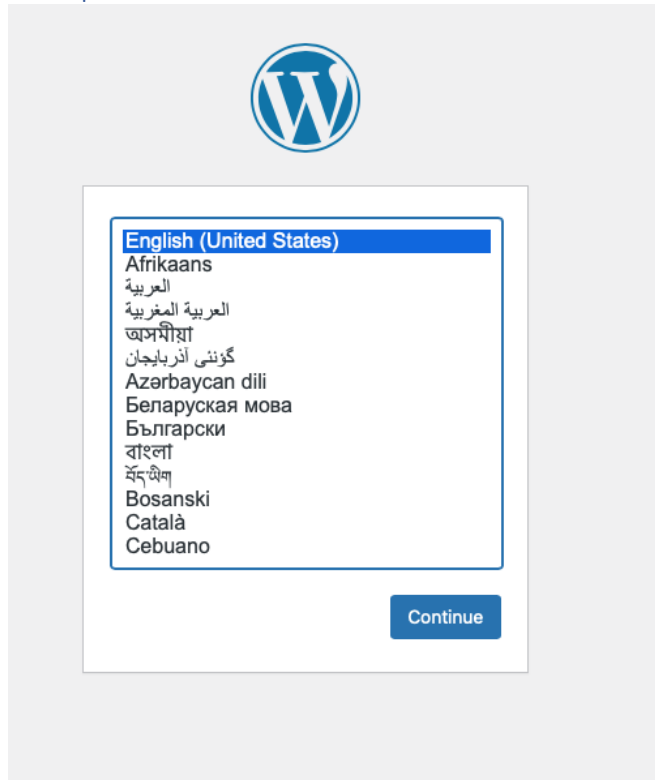 English (United States)
Afrikaans
العربية
العربية المغربية
অসমীয়া
گؤنئی آذربایجان
Azərbaycan dili
Беларуская мова
Български
বাংলা
བོད་ཡིག
Bosanski
Català
Cebuano
Continue